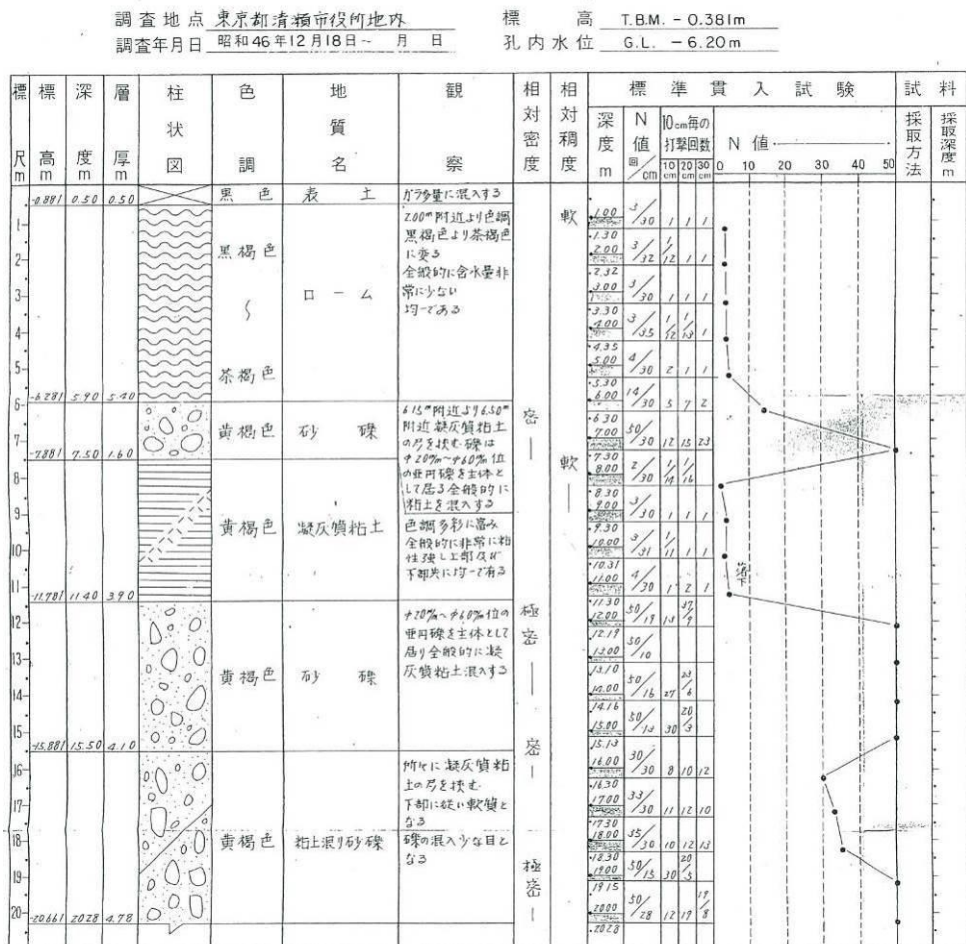 調査地点 東京都清瀬市役所地内
標高 T.B.M. - 0.381m
調査年月日 昭和46年12月18日~ 月 日
孔内水位 G.L. - 6.20m
標尺 m 標高 m 深度 m 層厚 m 柱状図 色調 地質名 観察 相対密度 相対稠度 標準貫入試験 試料
深度 m N値 回/cm 10cm毎の打撃回数 10cm 20cm 30cm N値 0 10 20 30 40 50 採取方法 採取深度 m
-0.881 0.50 0.50 黒色 表土 ガラ多量に混入する
-6.281 5.90 5.40 黒褐色 〜 茶褐色 ローム 軟
2.00m附近より色調
黒褐色より茶褐色
に変る
全般的に含水量非
常に少ない
均一である
-7.881 7.50 1.60 黄褐色 砂礫 密
6.15m附近より6.50m
附近凝灰質粘土
の
を挟む 礫は
φ20%~φ60%位
の亜円礫を主体と
して居る全般的に
粘土を混入する
-11.781 11.40 3.90 黄褐色 凝灰質粘土 軟
色調多彩に富み
全般的に非常に粘
性強し上部及び
下部共に均一で有る
-15.881 15.50 4.10 黄褐色 砂礫 極密
φ20%~φ60%位の
亜円礫を主体として
居り全般的に凝
灰質粘土混入する
-20.661 20.28 4.78 黄褐色 粘土混り砂礫 密 極密
所々に凝灰質粘
土の
を挟む
下部に従い軟質と
なる
礫の混入少な目と
なる
1 2 3 4 5 6 7 8 9 10 11 12 13 14 15 16 17 18 19 20
1.00 3/30 1 1 1
1.30
2.00 3/32 1/12 1 1
2.32
3.00 3/30 1 1 1
3.30
4.00 3/35 1/12 1/13 1
4.35
5.00 4/30 2 1 1
5.30
6.00 14/30 5 7 2
6.30
7.00 50/30 12 15 23
7.30
8.00 2/30 1/14 1/16
8.30
9.00 3/30 1 1 1
9.30
10.00 3/31 1/11 1 1
10.31
11.00 4/30 1 2 1
11.30
12.00 50/19 13 37/9
12.19
13.00 50/10
13.10
14.00 50/16 27 23/6
14.16
15.00 50/13 30 20/3
15.13
16.00 30/30 8 10 12
16.30
17.00 33/30 11 12 10
17.30
18.00 35/30 10 12 13
18.30
19.00 50/15 30 20/5
19.15
20.00 50/28 12 19 19/8
20.28